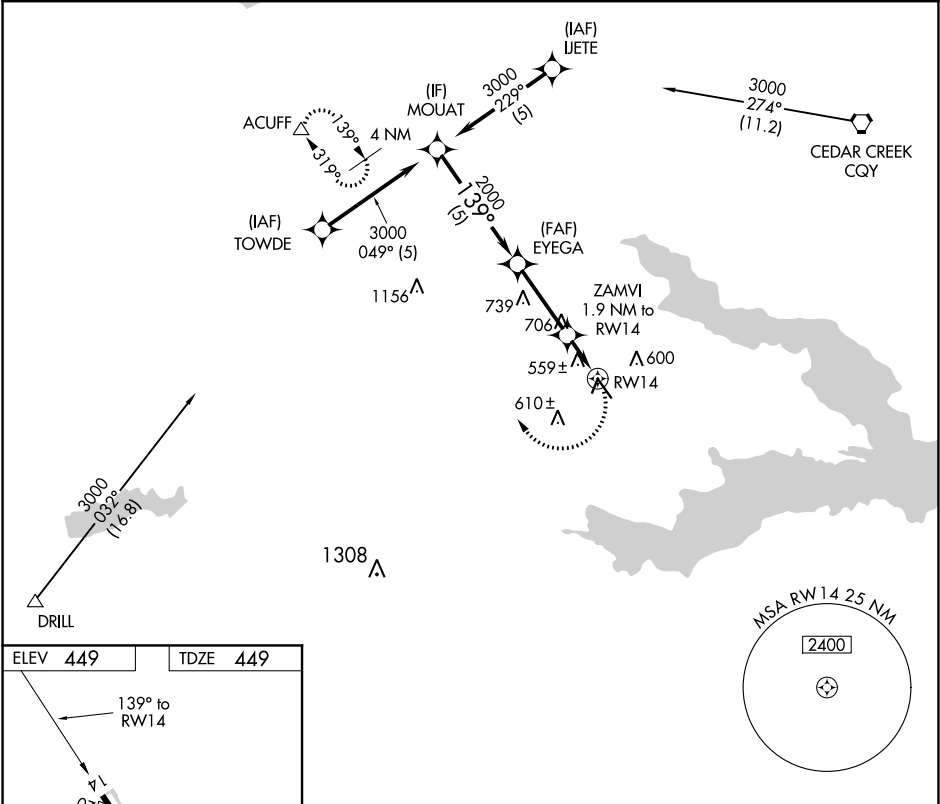 (IAF)
IJETE
3000
229°
(5)
(IF)
MOUAT
3000
274°
(11.2)
CEDAR CREEK
CQY
ACUFF
139°
4 NM
319°
(IAF)
TOWDE
3000
049° (5)
2000
139°
(5)
(FAF)
EYEGA
1156
739
ZAMVI
1.9 NM to
RW14
706
559±
600
RW14
610±
3000
032°
(16.8)
DRILL
1308
MSA RW14 25 NM
2400
ELEV 449
TDZE 449
139° to
RW14
14